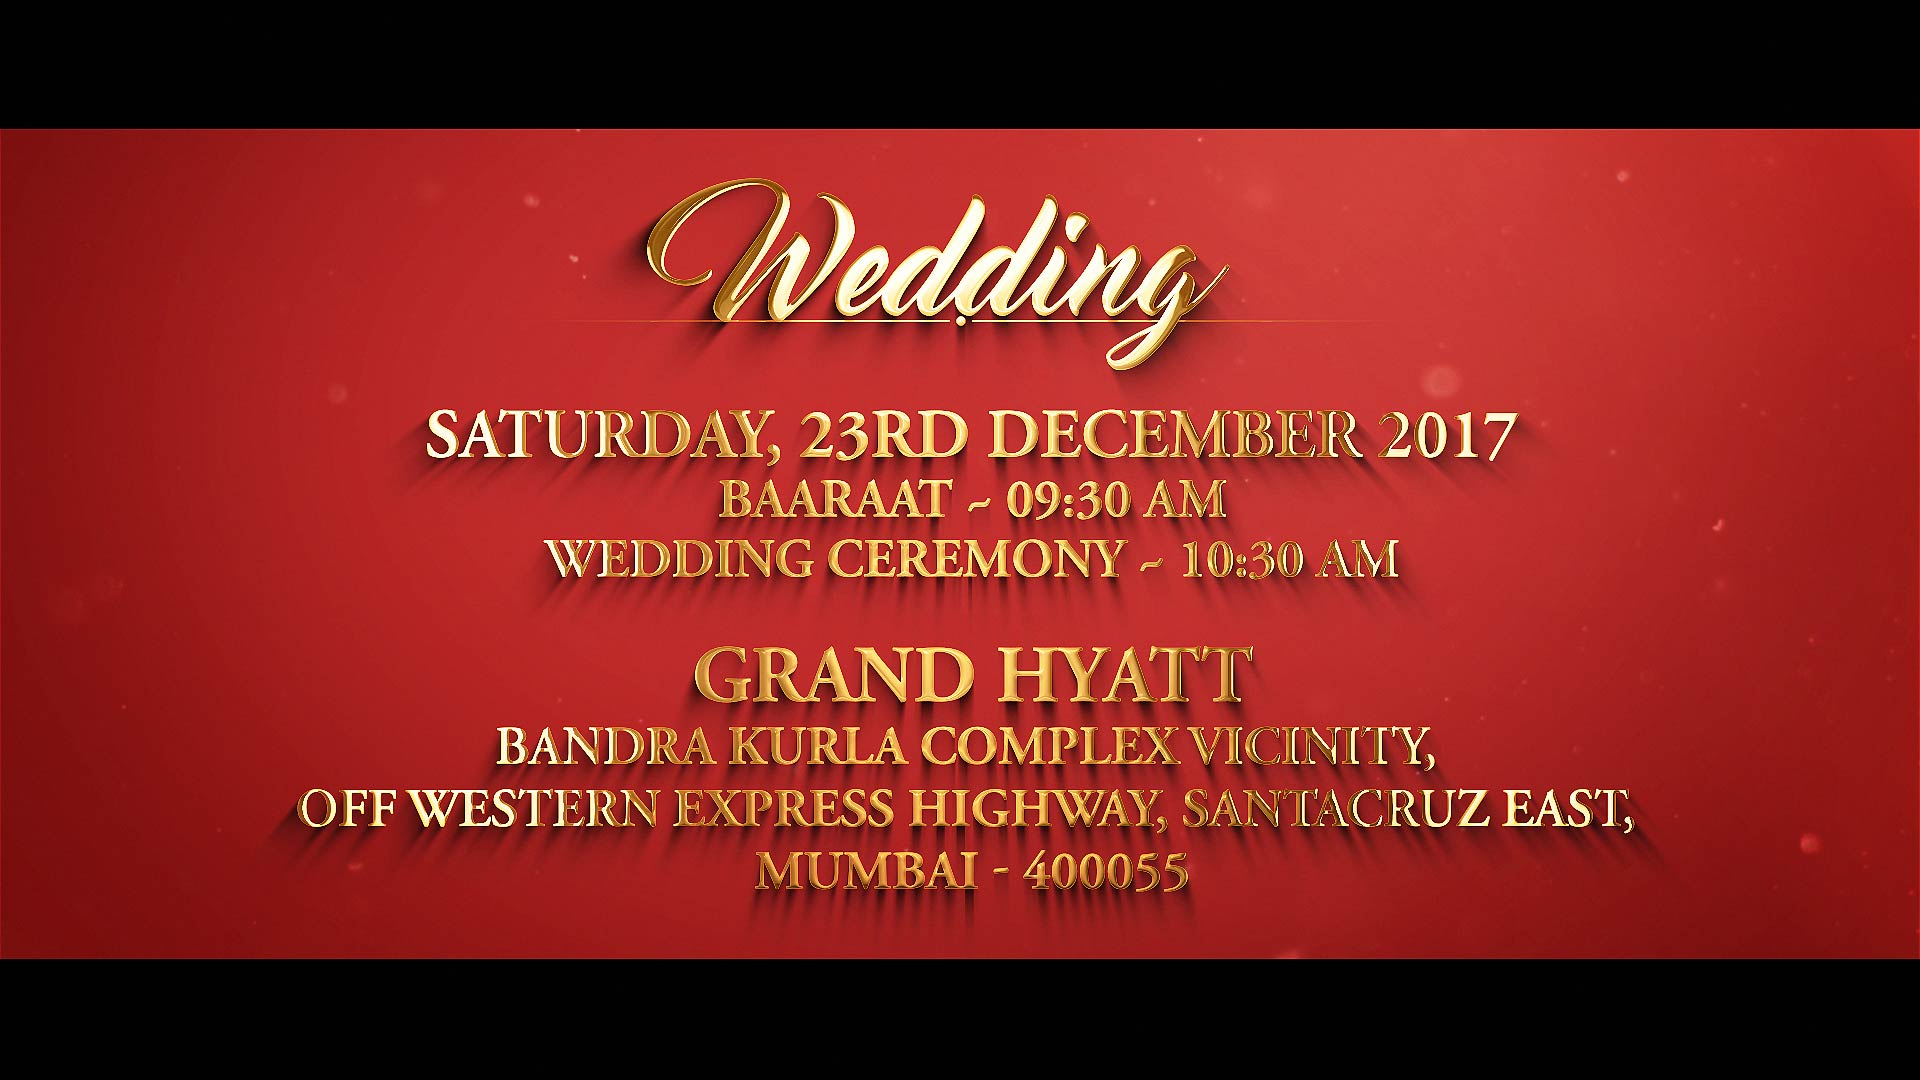 Wedding
SATURDAY, 23RD DECEMBER 2017
BAARAAT ~ 09:30 AM
WEDDING CEREMONY ~ 10:30 AM
GRAND HYATT
BANDRA KURLA COMPLEX VICINITY,
OFF WESTERN EXPRESS HIGHWAY, SANTACRUZ EAST,
MUMBAI - 400055